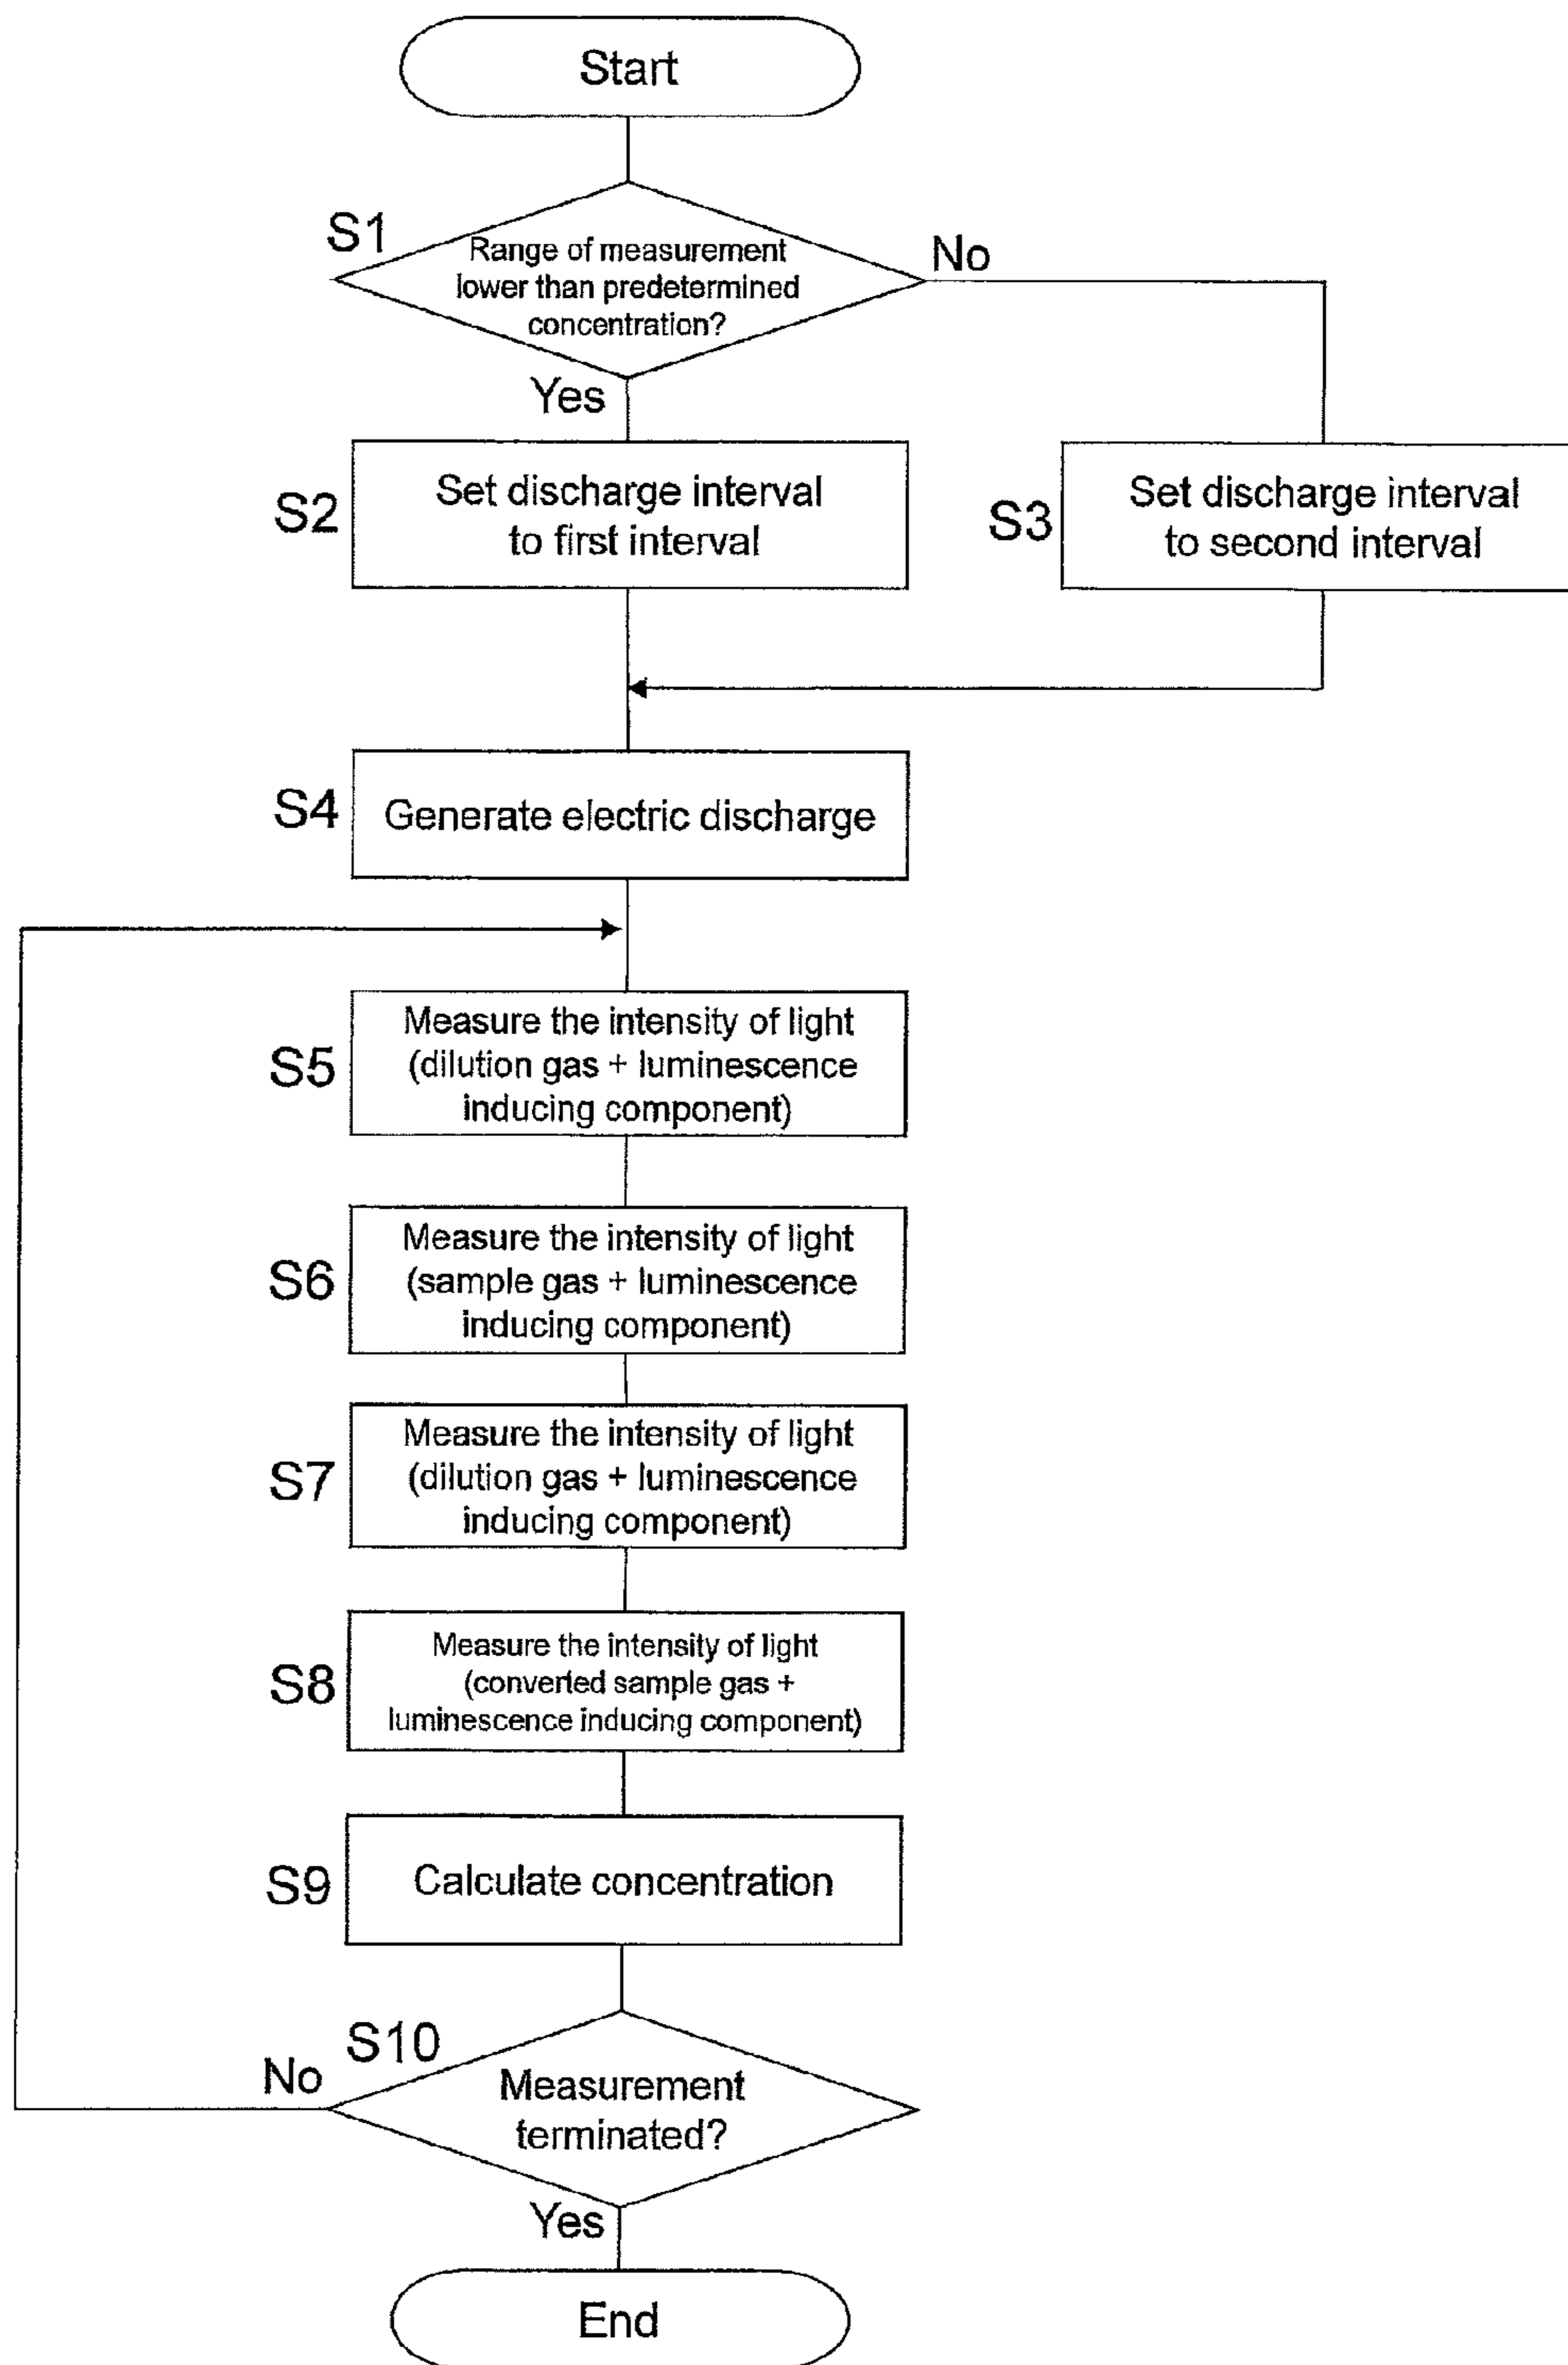 Start
S1
Range of measurement
lower than predetermined
concentration?
No
Yes
S2
Set discharge interval
to first interval
S3
Set discharge interval
to second interval
S4
Generate electric discharge
S5
Measure the intensity of light
(dilution gas + luminescence
inducing component)
S6
Measure the intensity of light
(sample gas + luminescence
inducing component)
S7
Measure the intensity of light
(dilution gas + luminescence
inducing component)
S8
Measure the intensity of light
(converted sample gas +
luminescence inducing component)
S9
Calculate concentration
S10
No
Measurement
terminated?
Yes
End